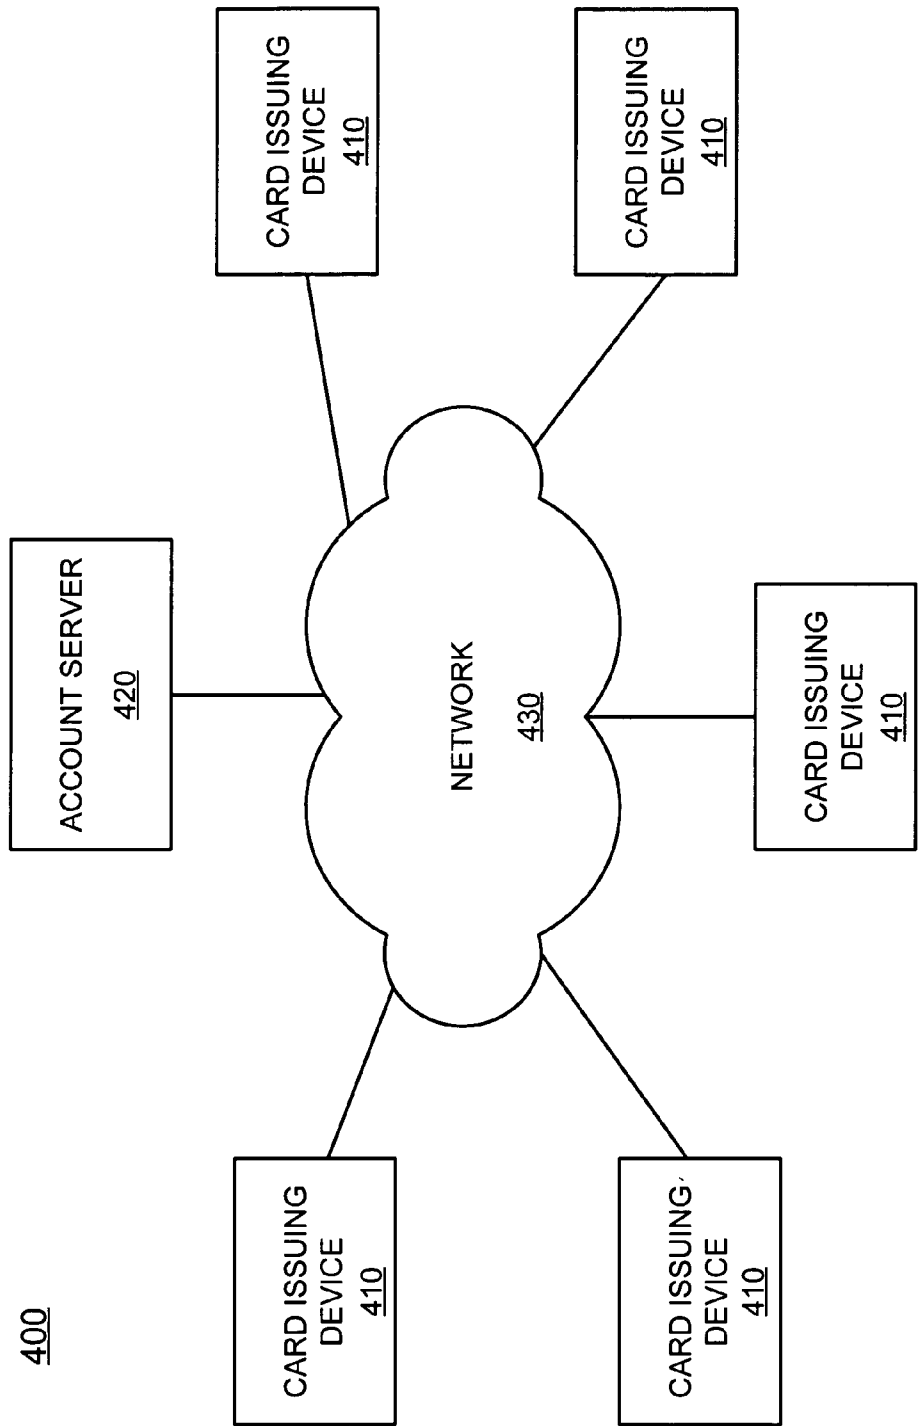 400
ACCOUNT SERVER
420
CARD ISSUING
DEVICE
410
CARD ISSUING
DEVICE
410
NETWORK
430
CARD ISSUING
DEVICE
410
CARD ISSUING
DEVICE
410
CARD ISSUING
DEVICE
410